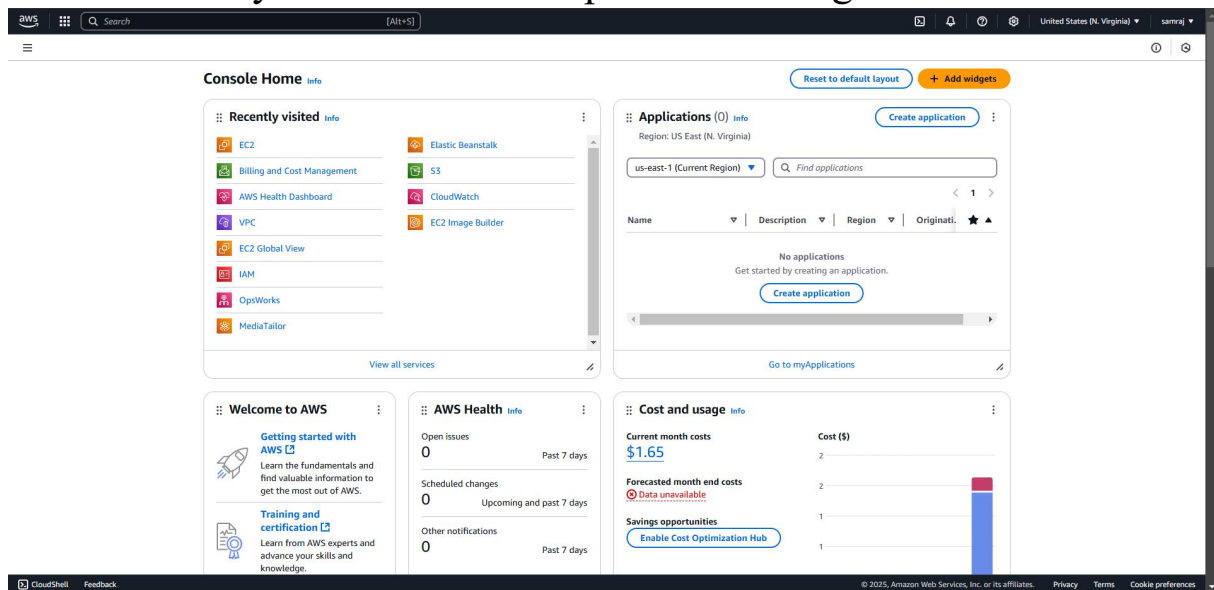 aws
Search
[Alt+S]
United States (N. Virginia) ▼
samraj ▼
Console Home Info
Reset to default layout
+ Add widgets
Recently visited Info
EC2
Billing and Cost Management
AWS Health Dashboard
VPC
EC2 Global View
IAM
OpsWorks
MediaTailor
Elastic Beanstalk
S3
CloudWatch
EC2 Image Builder
View all services
Applications (0) Info
Create application
Region: US East (N. Virginia)
us-east-1 (Current Region) ▼
Find applications
< 1 >
Name
Description
Region
Originati.
No applications
Get started by creating an application.
Create application
Go to myApplications
Welcome to AWS
Getting started with
AWS
Learn the fundamentals and
find valuable information to
get the most out of AWS.
Training and
certification
Learn from AWS experts and
advance your skills and
knowledge.
AWS Health Info
Open issues
0 Past 7 days
Scheduled changes
0 Upcoming and past 7 days
Other notifications
0 Past 7 days
Cost and usage Info
Current month costs
$1.65
Forecasted month end costs
Data unavailable
Savings opportunities
Enable Cost Optimization Hub
Cost ($)
2
2
1
1
CloudShell Feedback
© 2025, Amazon Web Services, Inc. or its affiliates. Privacy Terms Cookie preferences